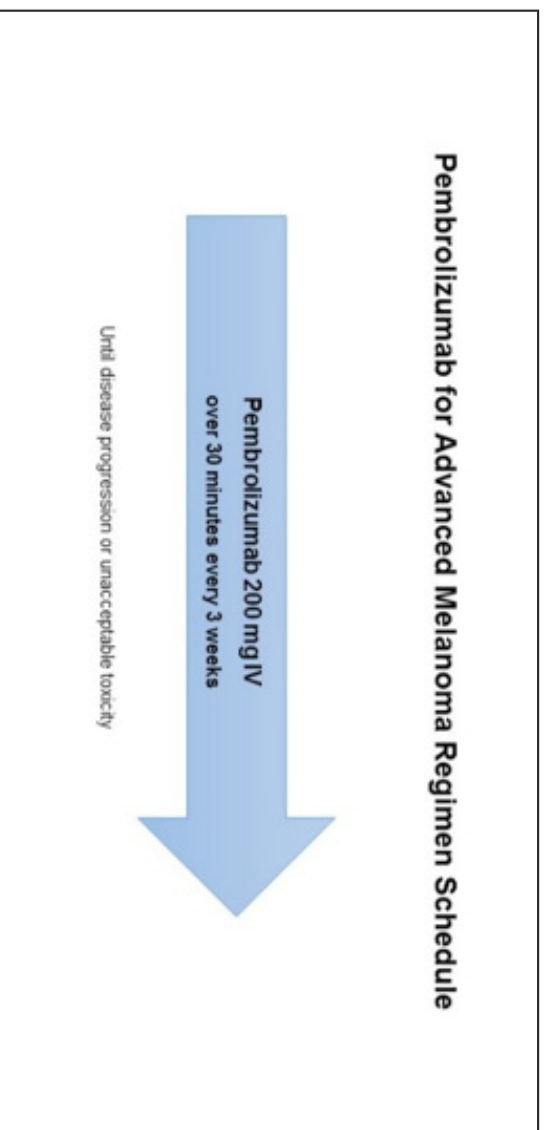 Pembrolizumab for Advanced Melanoma Regimen Schedule
Pembrolizumab 200 mg IV
over 30 minutes every 3 weeks
Until disease progression or unacceptable toxicity